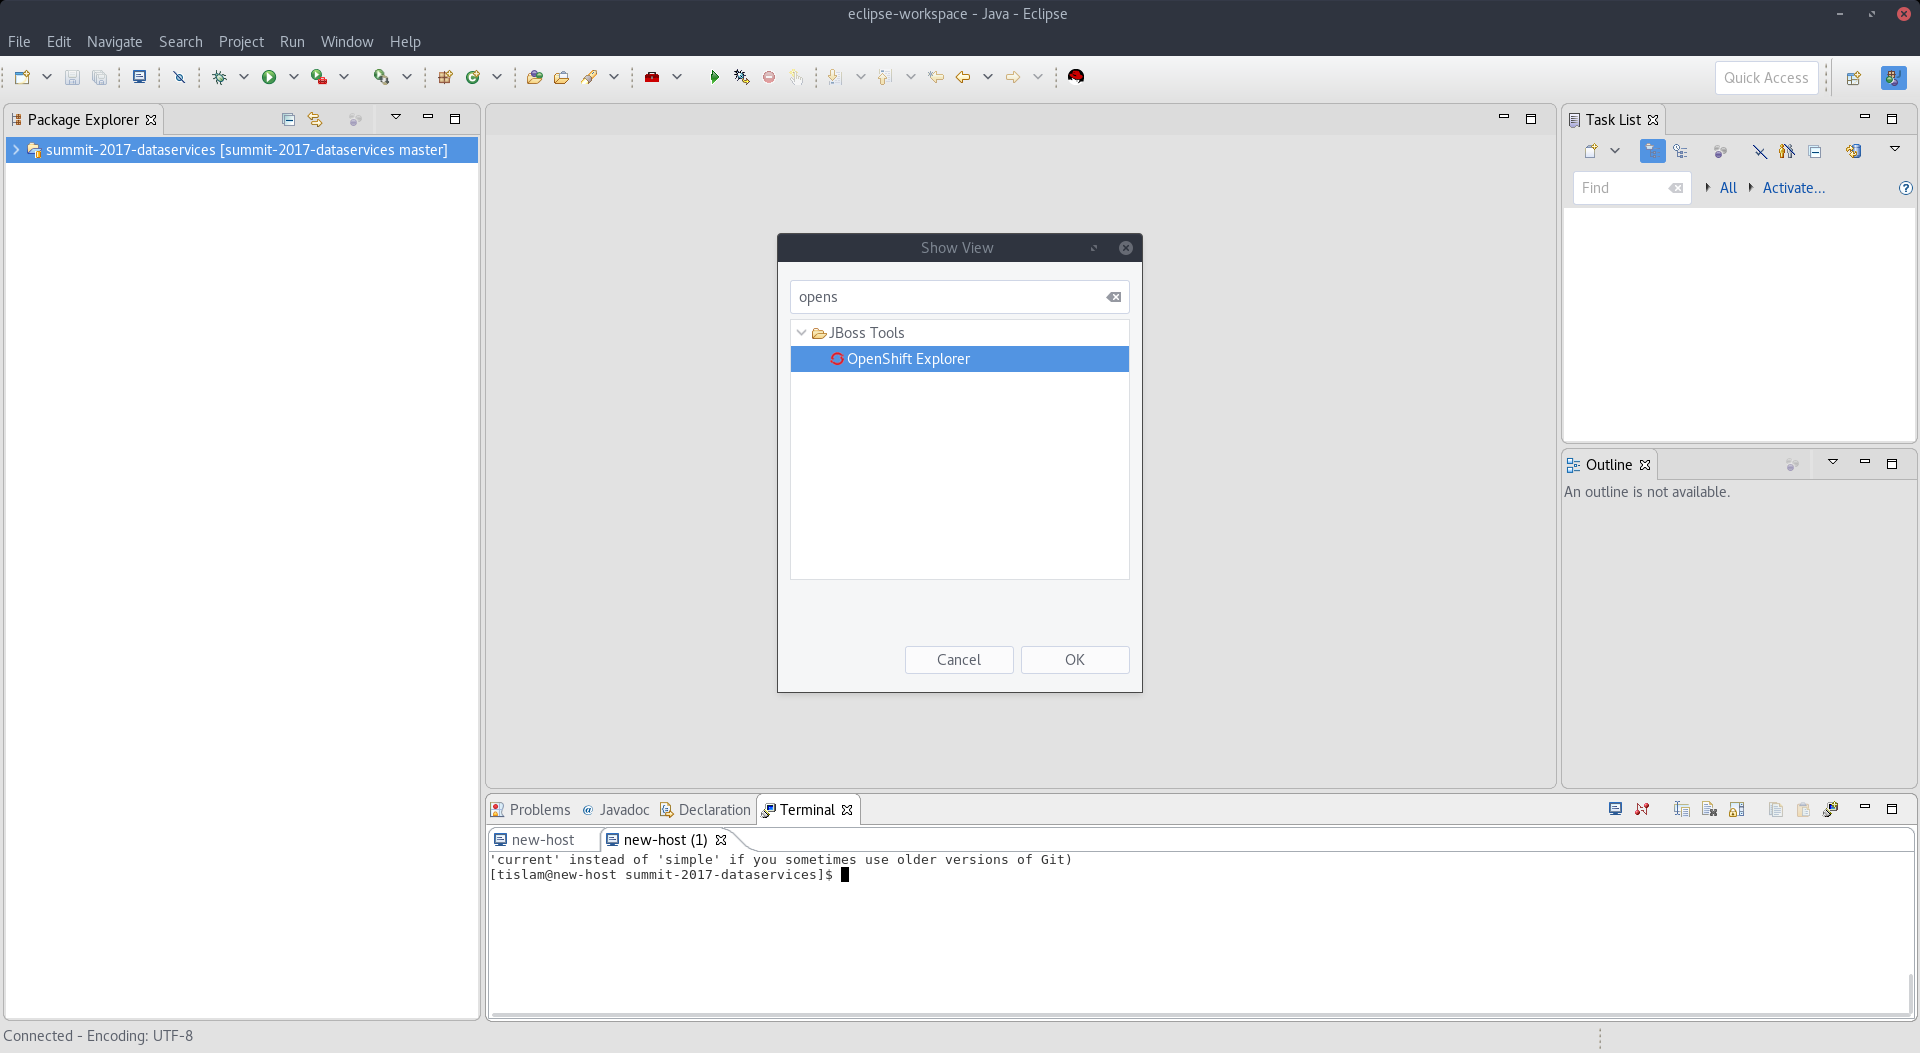 eclipse-workspace - Java - Eclipse
File Edit Navigate Search Project Run Window Help
Quick Access
Package Explorer
summit-2017-dataservices [summit-2017-dataservices master]
Task List
Find All Activate...
Show View
opens
JBoss Tools
OpenShift Explorer
Cancel OK
Outline
An outline is not available.
Problems @ Javadoc Declaration Terminal
new-host new-host (1)
'current' instead of 'simple' if you sometimes use older versions of Git)
[tislam@new-host summit-2017-dataservices]$
Connected - Encoding: UTF-8